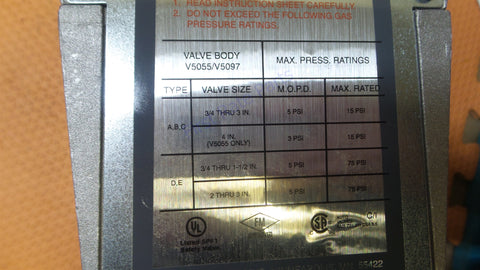 1. READ INSTRUCTION SHEET CAREFULLY.
2. DO NOT EXCEED THE FOLLOWING GAS
PRESSURE RATINGS.
VALVE BODY
V5055/V5097
MAX. PRESS. RATINGS
TYPE VALVE SIZE M.O.P.D. MAX. RATED
A,B,C 3/4 THRU 3 IN. 5 PSI 15 PSI
4 IN.
(V5055 ONLY) 3 PSI 15 PSI
D,E 3/4 THRU 1-1/2 IN. 5 PSI 75 PSI
2 THRU 3 IN. 5 PSI 75 PSI
UL FM
Listed
Safety Valve
55422